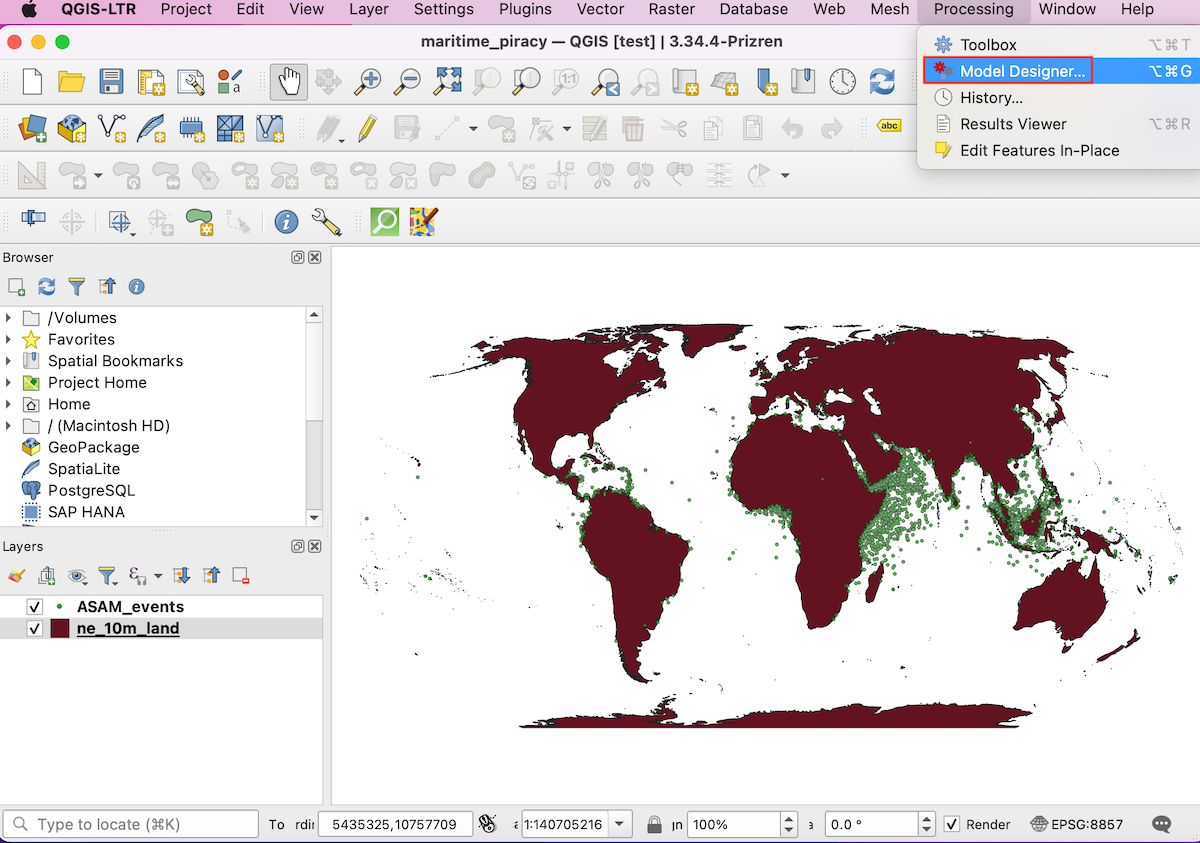 QGIS-LTR Project Edit View Layer Settings Plugins Vector Raster Database Web Mesh Processing Window Help
maritime_piracy — QGIS [test] | 3.34.4-Prizren
Toolbox ⌥⌘T
Model Designer... ⌥⌘G
History...
Results Viewer ⌥⌘R
Edit Features In-Place
a
1:1
abc
Browser
/Volumes
Favorites
Spatial Bookmarks
Project Home
Home
/ (Macintosh HD)
GeoPackage
SpatiaLite
PostgreSQL
SAP HANA
Layers
ASAM_events
ne_10m_land
Type to locate (⌘K) To rdir 5435325,10757709 1:140705216 100% 0.0 ° Render EPSG:8857